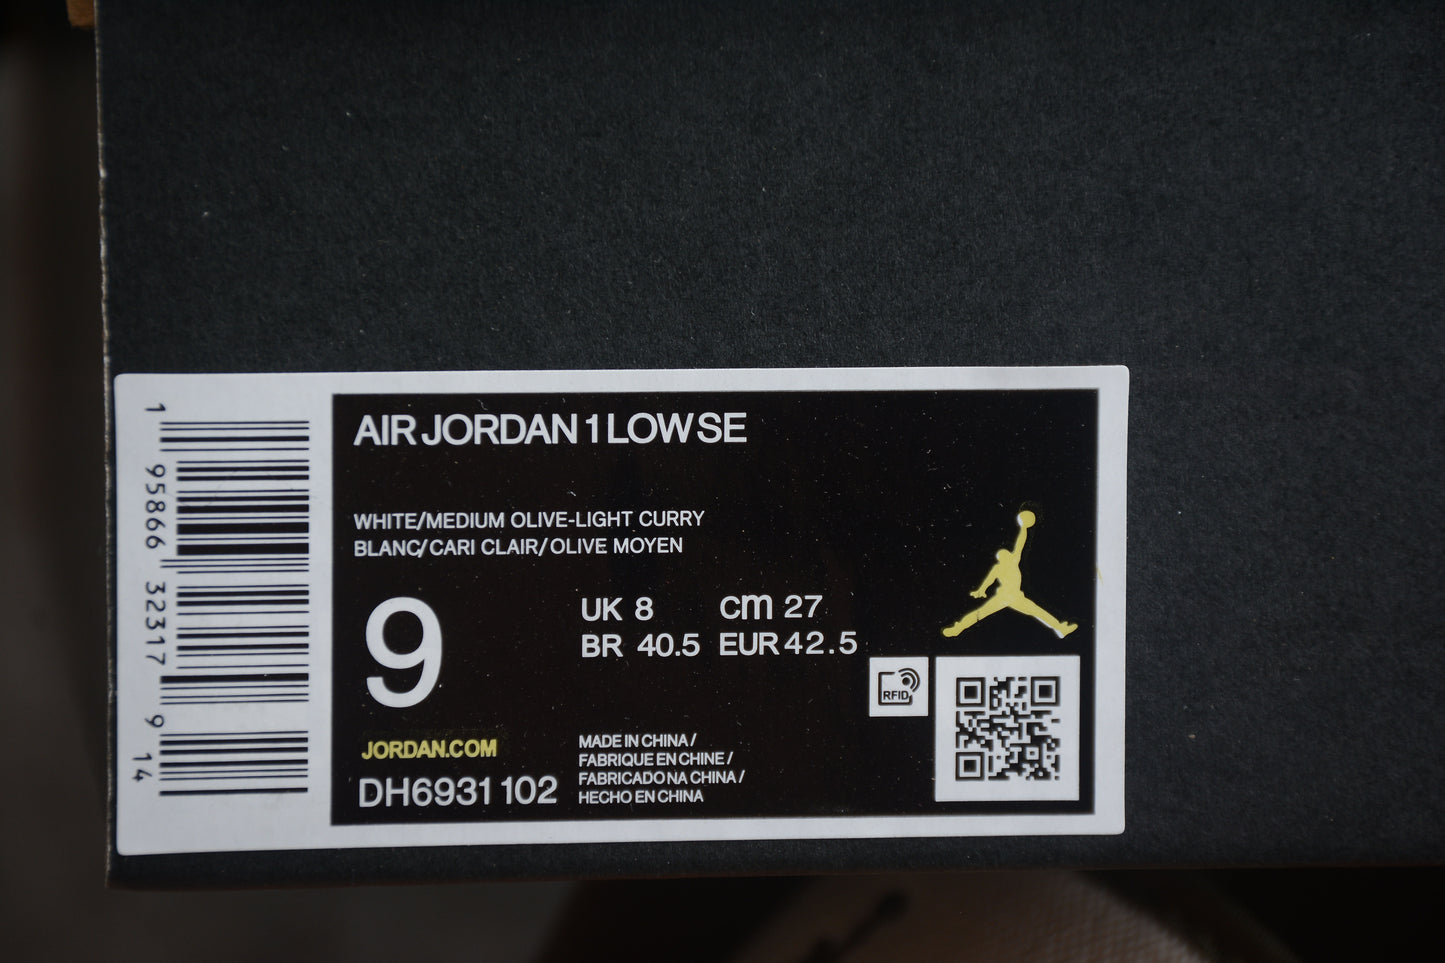 AIR JORDAN 1 LOW SE
WHITE/MEDIUM OLIVE-LIGHT CURRY
BLANC/CARI CLAIR/OLIVE MOYEN
9
UK 8 cm 27
BR 40.5 EUR 42.5
RFID
JORDAN.COM
DH6931 102
MADE IN CHINA /
FABRIQUE EN CHINE /
FABRICADO NA CHINA /
HECHO EN CHINA
1 95866 32317 9 14